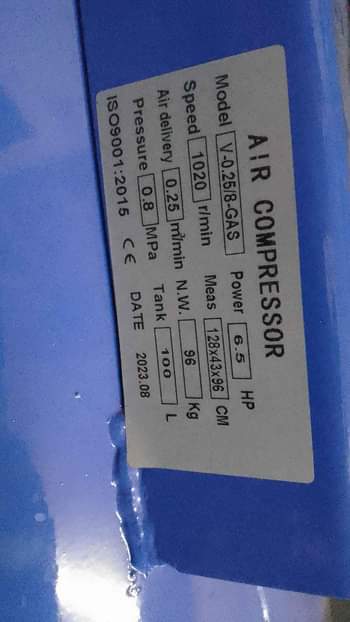 AIR COMPRESSOR
Model V-0.25/8-GAS Power 6.5 HP
Speed 1020 r/min Meas 128x43x96 CM
Air delivery 0.25 m³/min N.W. 96 Kg
Pressure 0.8 MPa Tank 100 L
ISO9001:2015 CE DATE 2023.08